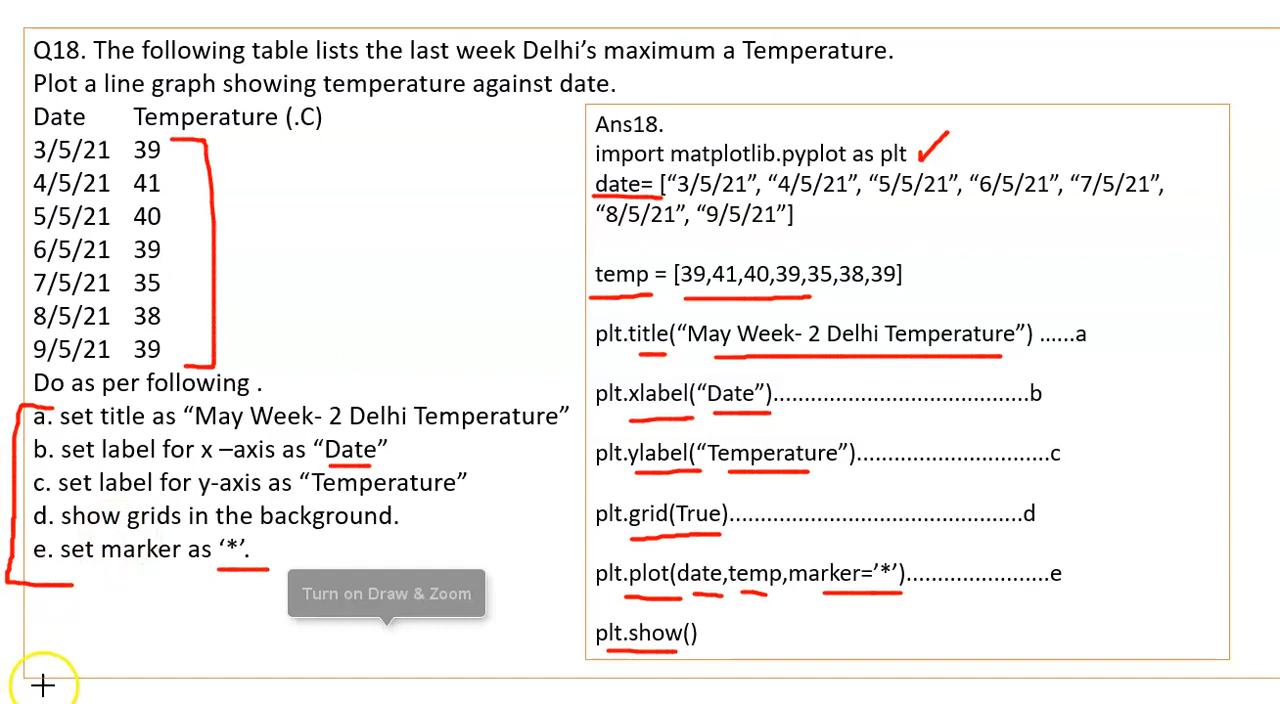 Q18. The following table lists the last week Delhi’s maximum a Temperature.
Plot a line graph showing temperature against date.
Date Temperature (.C)
3/5/21 39
4/5/21 41
5/5/21 40
6/5/21 39
7/5/21 35
8/5/21 38
9/5/21 39
Do as per following .
a. set title as “May Week- 2 Delhi Temperature”
b. set label for x –axis as “Date”
c. set label for y-axis as “Temperature”
d. show grids in the background.
e. set marker as ‘*’.
Turn on Draw & Zoom
Ans18.
import matplotlib.pyplot as plt
date= [“3/5/21”, “4/5/21”, “5/5/21”, “6/5/21”, “7/5/21”,
“8/5/21”, “9/5/21”]
temp = [39,41,40,39,35,38,39]
plt.title(“May Week- 2 Delhi Temperature”) ......a
plt.xlabel(“Date”)..........................................b
plt.ylabel(“Temperature”)................................c
plt.grid(True)................................................d
plt.plot(date,temp,marker=’*’)........................e
plt.show()